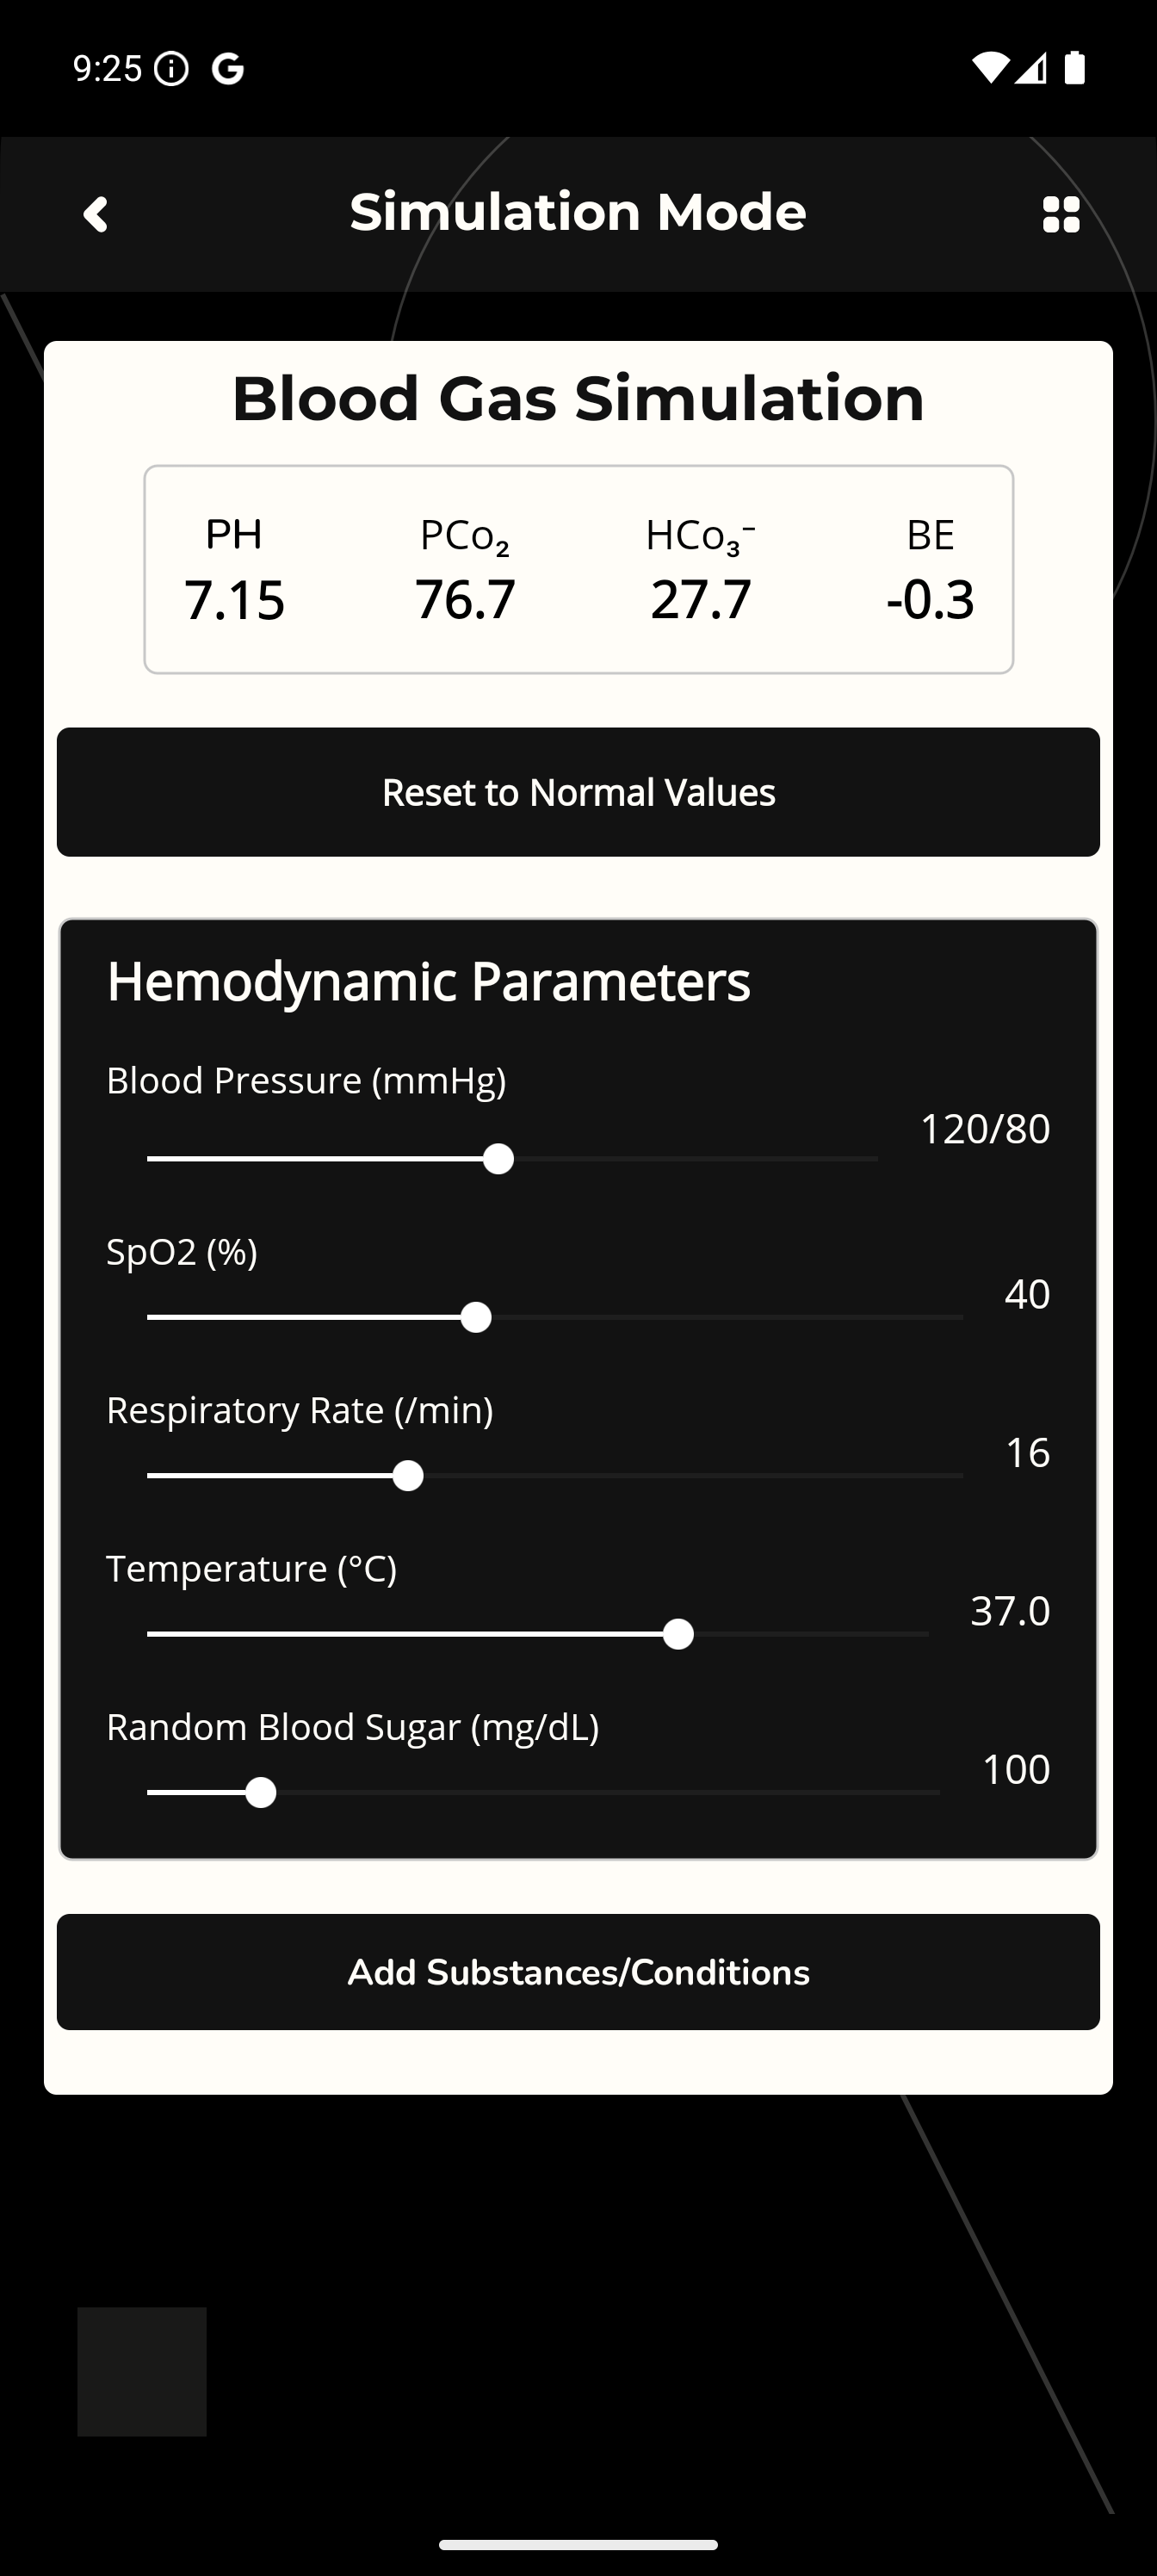 9:25
Simulation Mode
Blood Gas Simulation
PH PCo₂ HCo₃⁻ BE
7.15 76.7 27.7 -0.3
Reset to Normal Values
Hemodynamic Parameters
Blood Pressure (mmHg)
120/80
SpO2 (%)
40
Respiratory Rate (/min)
16
Temperature (°C)
37.0
Random Blood Sugar (mg/dL)
100
Add Substances/Conditions